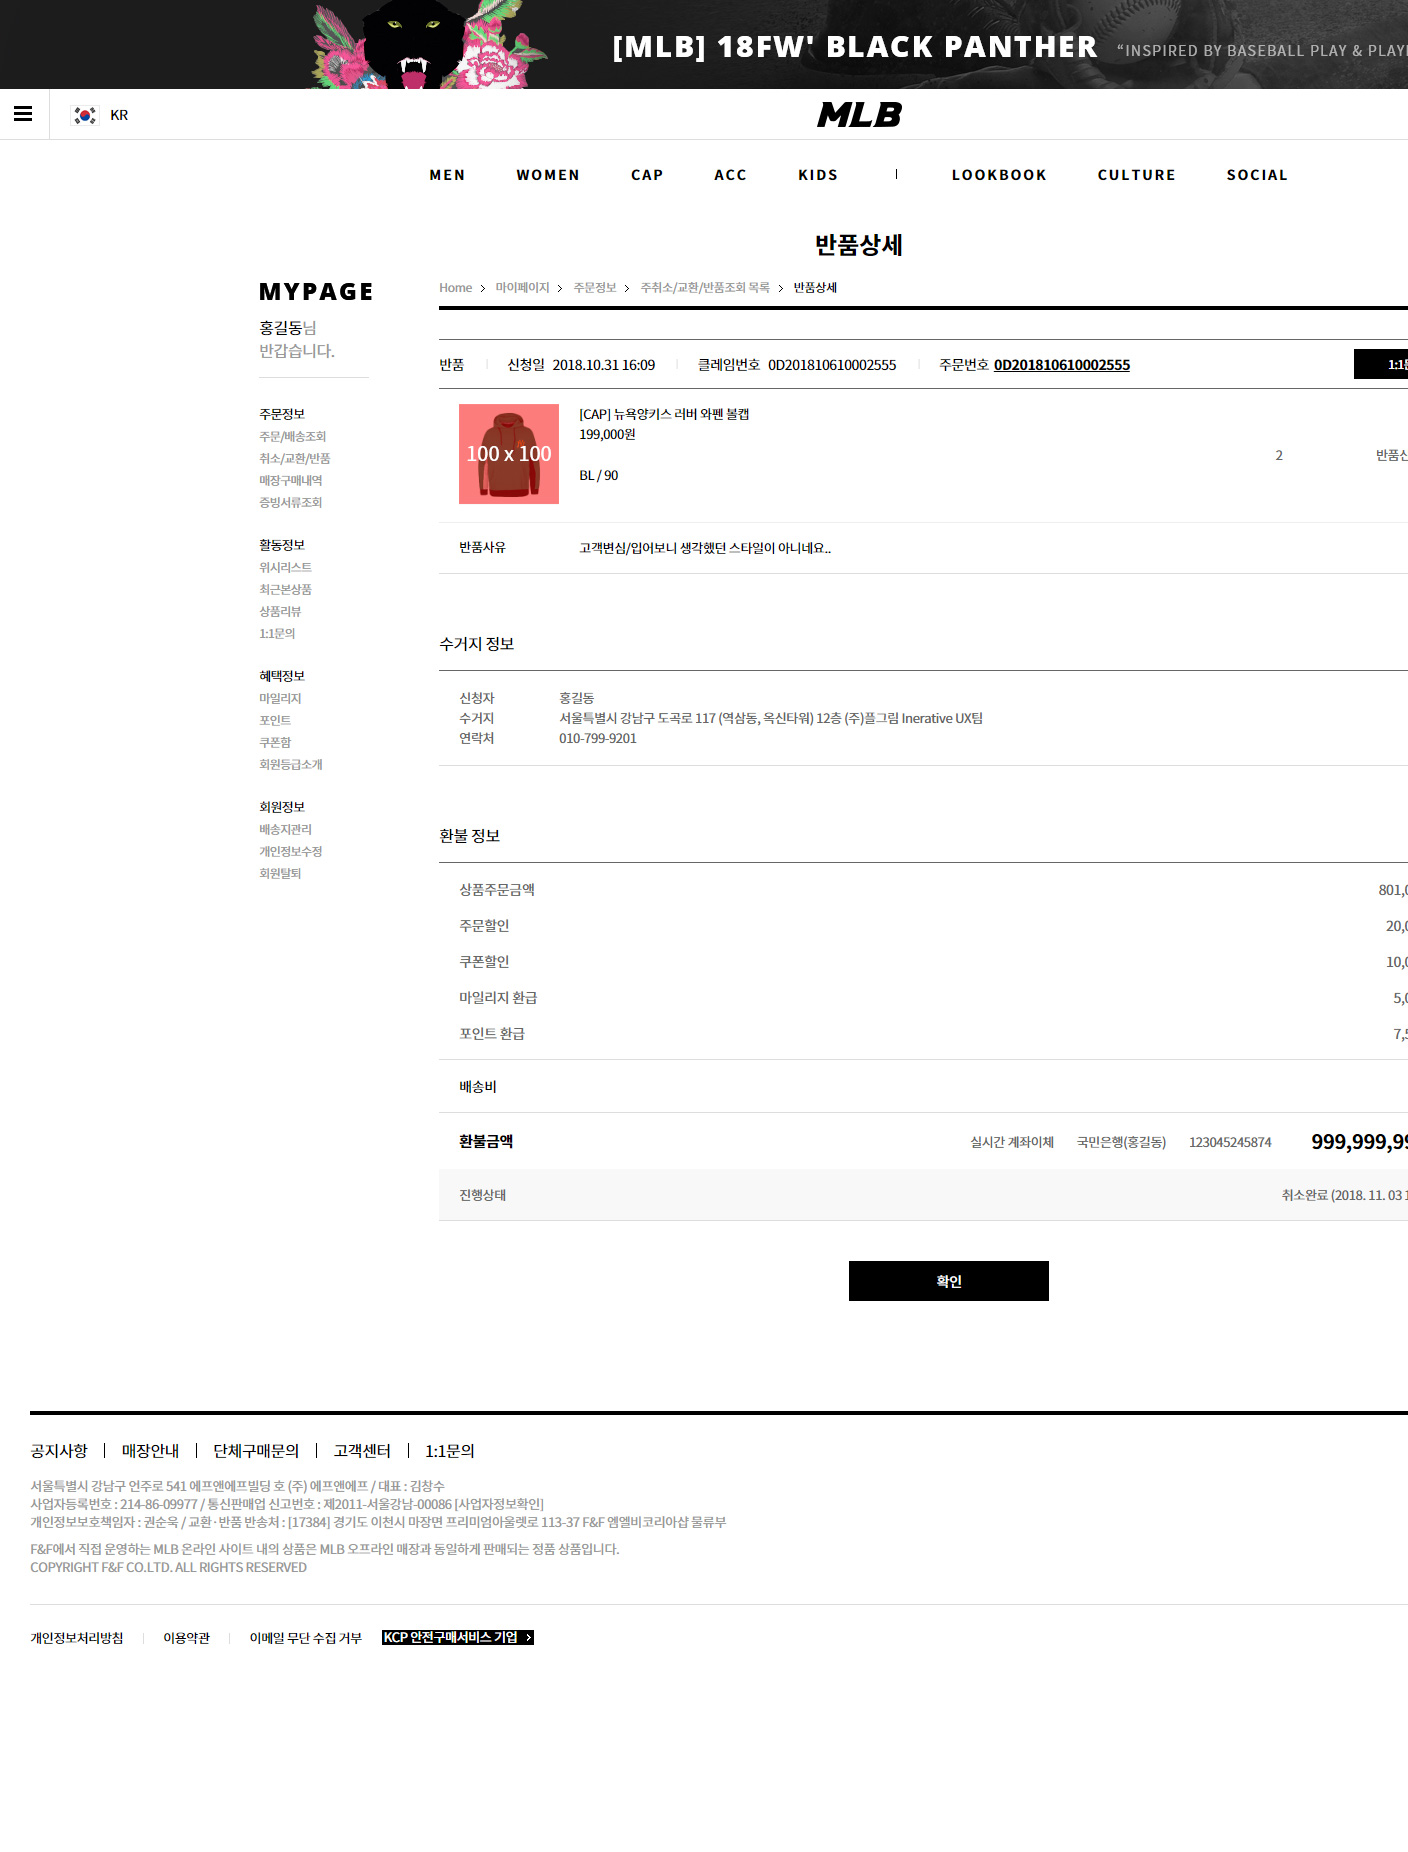 [MLB] 18FW' BLACK PANTHER “INSPIRED BY BASEBALL PLAY &
KR
MLB
MEN WOMEN CAP ACC KIDS LOOKBOOK CULTURE SOCIAL
반품상세
MYPAGE
홍길동님
반갑습니다.
주문정보
주문/배송조회
취소/교환/반품
매장구매내역
증빙서류조회
활동정보
위시리스트
최근본상품
상품리뷰
1:1문의
혜택정보
마일리지
포인트
쿠폰함
회원등급소개
회원정보
배송지관리
개인정보수정
회원탈퇴
Home 마이페이지 주문정보 주취소/교환/반품조회 목록 반품상세
반품 신청일 2018.10.31 16:09 클레임번호 0D201810610002555 주문번호 0D201810610002555
100 x 100
[CAP] 뉴욕양키스 러버 와펜 볼캡
199,000원
BL / 90
2
반품사유 고객변심/입어보니 생각했던 스타일이 아니네요..
수거지 정보
신청자 홍길동
수거지 서울특별시 강남구 도곡로 117 (역삼동, 옥신타워) 12층 (주)플그림 Inerative UX팀
연락처 010-799-9201
환불 정보
상품주문금액
주문할인
쿠폰할인
마일리지 환급
포인트 환급
배송비
환불금액 실시간 계좌이체 국민은행(홍길동) 123045245874
진행상태 취소완료 (2018. 11. 03
확인
공지사항 매장안내 단체구매문의 고객센터 1:1문의
서울특별시 강남구 언주로 541 에프앤에프빌딩 호 (주) 에프앤에프 / 대표 : 김창수
사업자등록번호 : 214-86-09977 / 통신판매업 신고번호 : 제2011-서울강남-00086 [사업자정보확인]
개인정보보호책임자 : 권순욱 / 교환·반품 반송처 : [17384] 경기도 이천시 마장면 프리미엄아울렛로 113-37 F&F 엠엘비코리아샵 물류부
F&F에서 직접 운영하는 MLB 온라인 사이트 내의 상품은 MLB 오프라인 매장과 동일하게 판매되는 정품 상품입니다.
COPYRIGHT F&F CO.LTD. ALL RIGHTS RESERVED
개인정보처리방침 이용약관 이메일 무단 수집 거부 KCP 안전구매서비스 기업